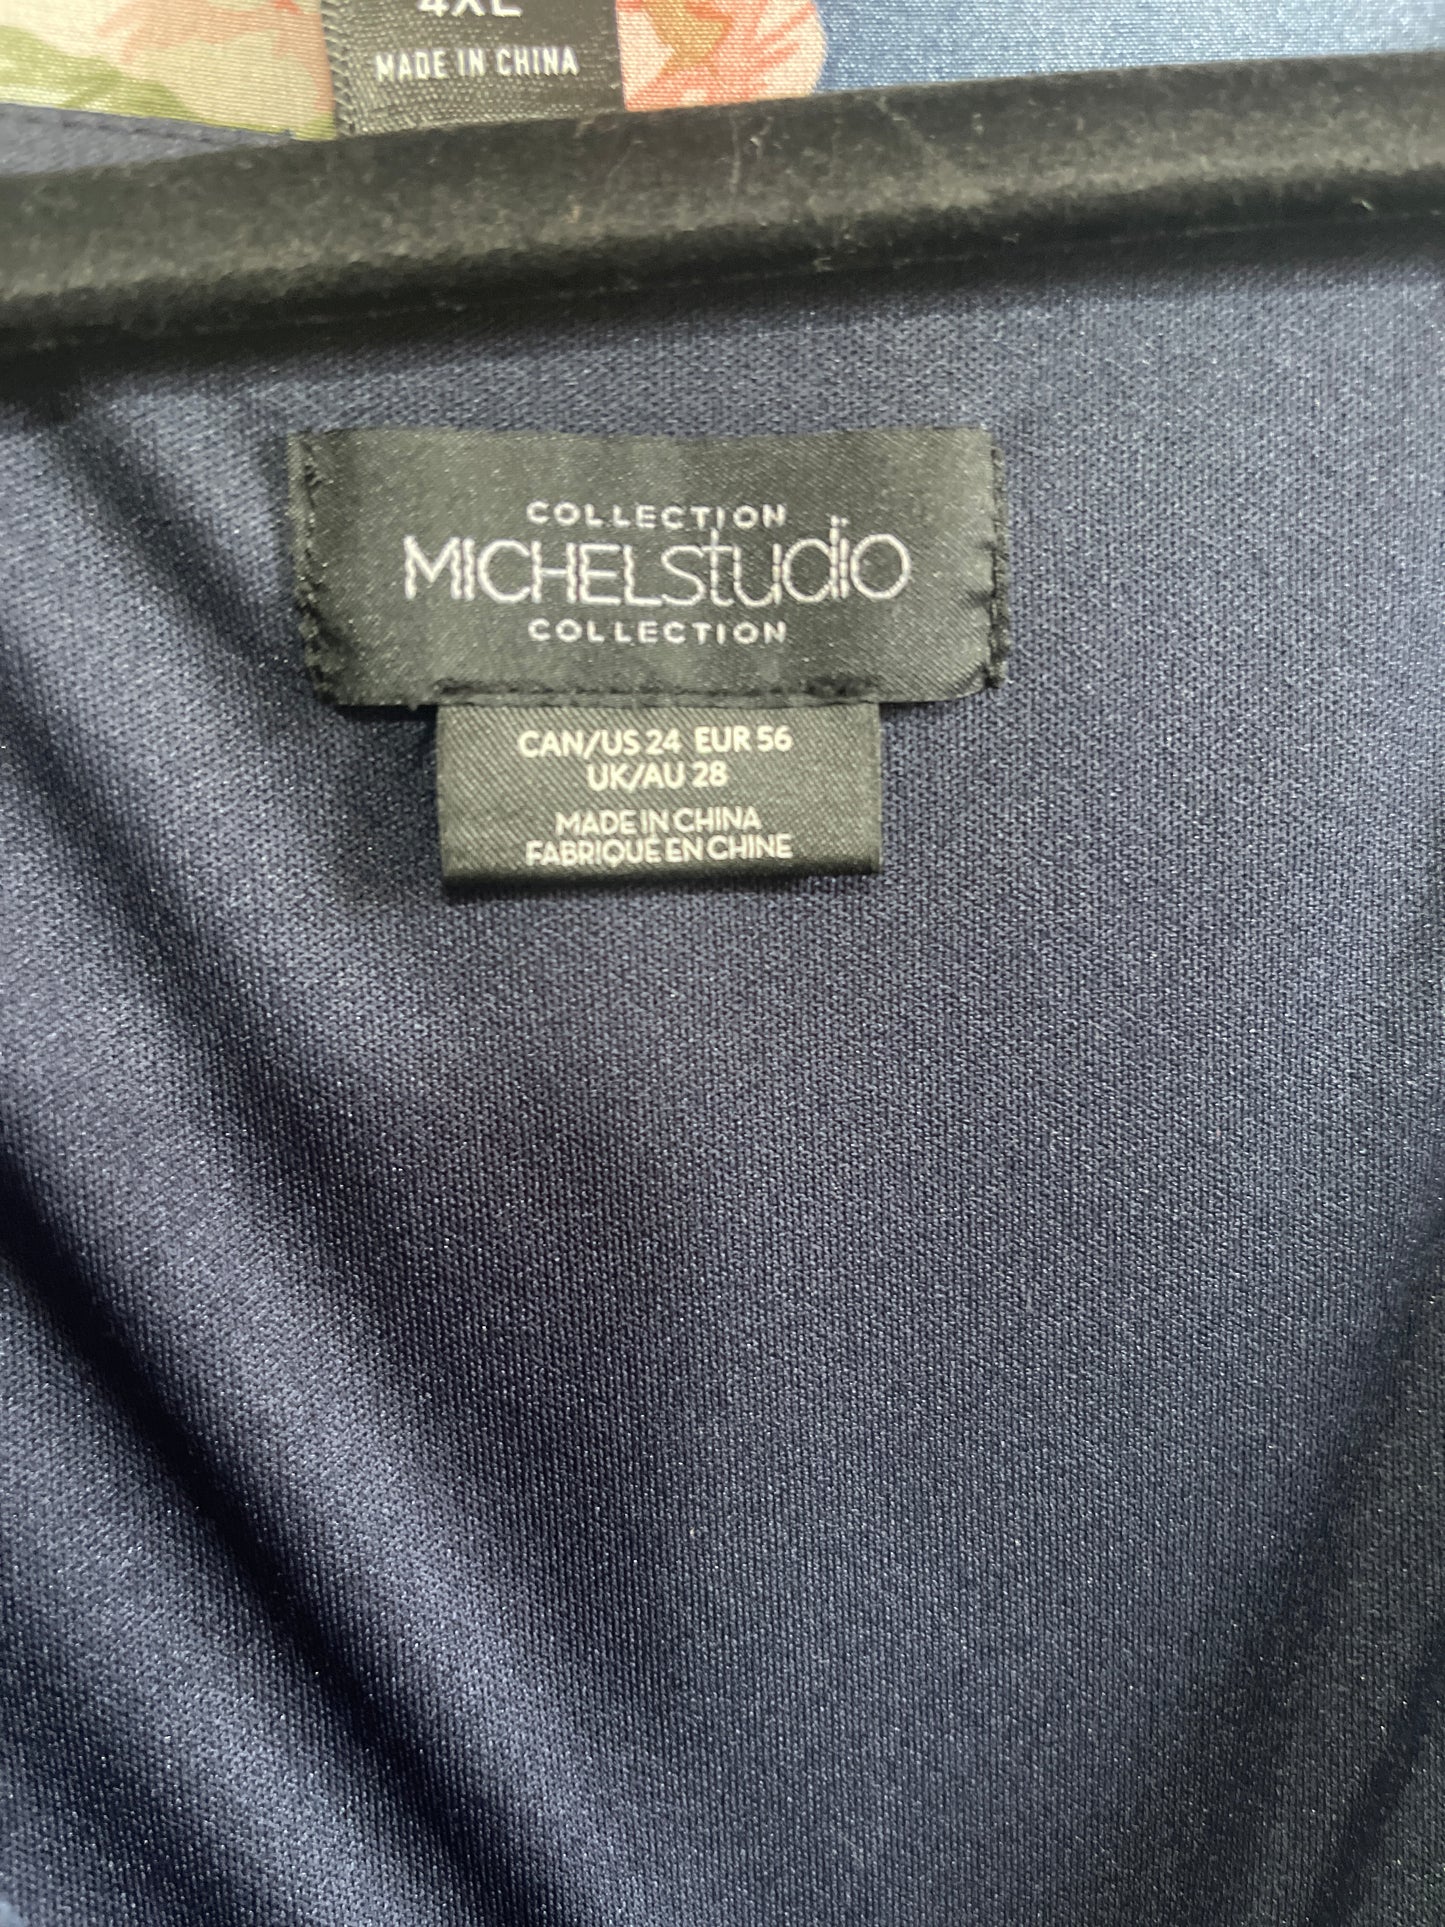 4XL
MADE IN CHINA
COLLECTION
MICHELstudio
COLLECTION
CAN/US 24 EUR 56
UK/AU 28
MADE IN CHINA
FABRIQUÉ EN CHINE